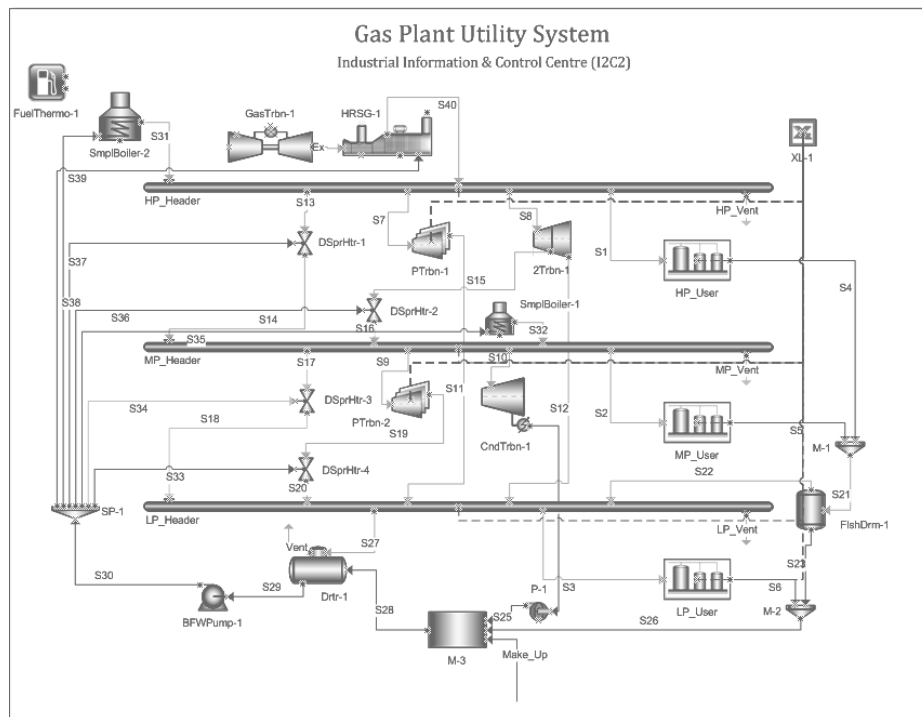 Gas Plant Utility System
Industrial Information & Control Centre (I2C2)
FuelThermo-1
SmplBoiler-2
S31
GasTrbn-1
Ex
HRSG-1
S40
XL-1
S39
HP_Header
S13
S7
S8
HP_Vent
S37
DSprHtr-1
PTrbn-1
2Trbn-1
S1
HP_User
S4
S38
S15
S36
S14
DSprHtr-2
S16
SmplBoiler-1
S32
S35
MP_Header
S17
S9
S10
MP_Vent
S11
S34
DSprHtr-3
PTrbn-2
S12
S2
S18
S19
CndTrbn-1
MP_User
S5
M-1
S33
DSprHtr-4
S20
S22
S21
SP-1
LP_Header
FlshDrm-1
Vent
S27
LP_Vent
S23
S30
S29
Drtr-1
S28
P-1
S3
S6
LP_User
M-2
BFWPump-1
S25
S26
M-3
Make_Up